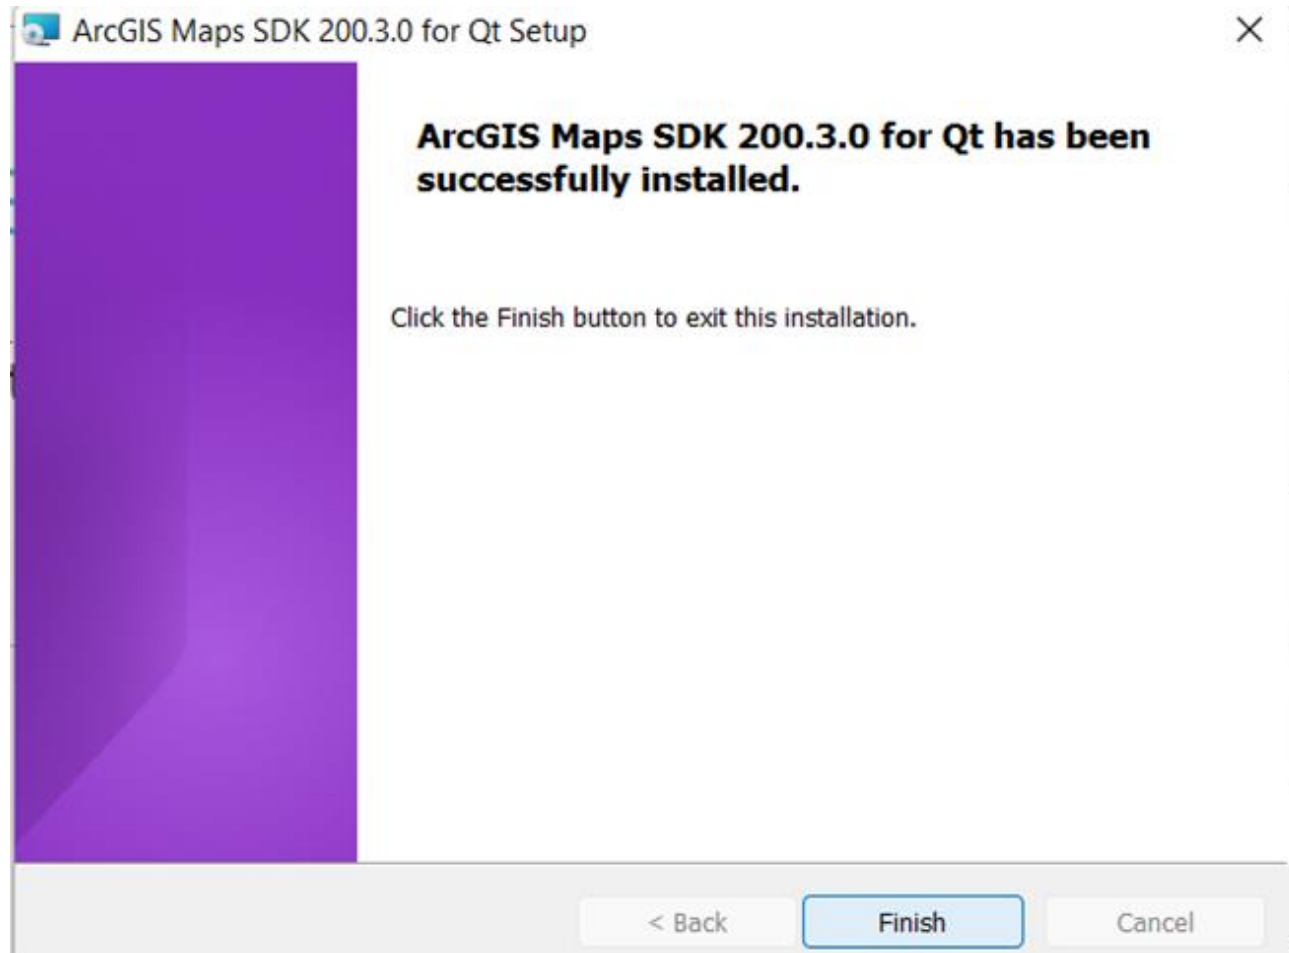 ArcGIS Maps SDK 200.3.0 for Qt Setup
ArcGIS Maps SDK 200.3.0 for Qt has been
successfully installed.
Click the Finish button to exit this installation.
< Back
Finish
Cancel